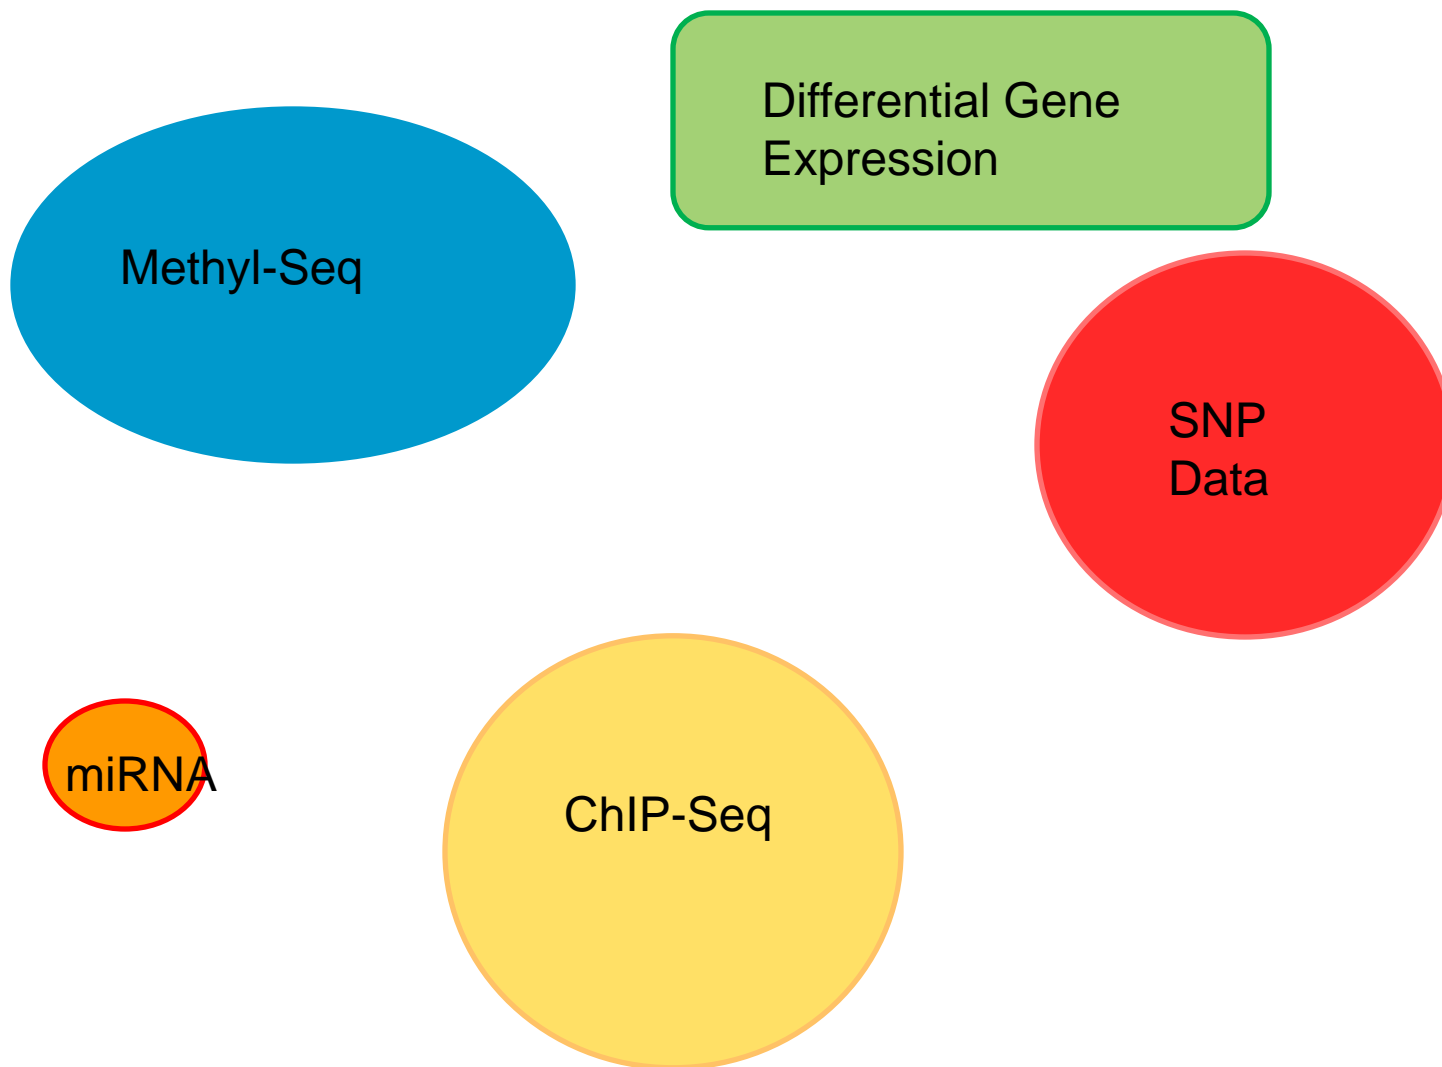 Differential Gene
Expression
Methyl-Seq
SNP
Data
miRNA
ChIP-Seq